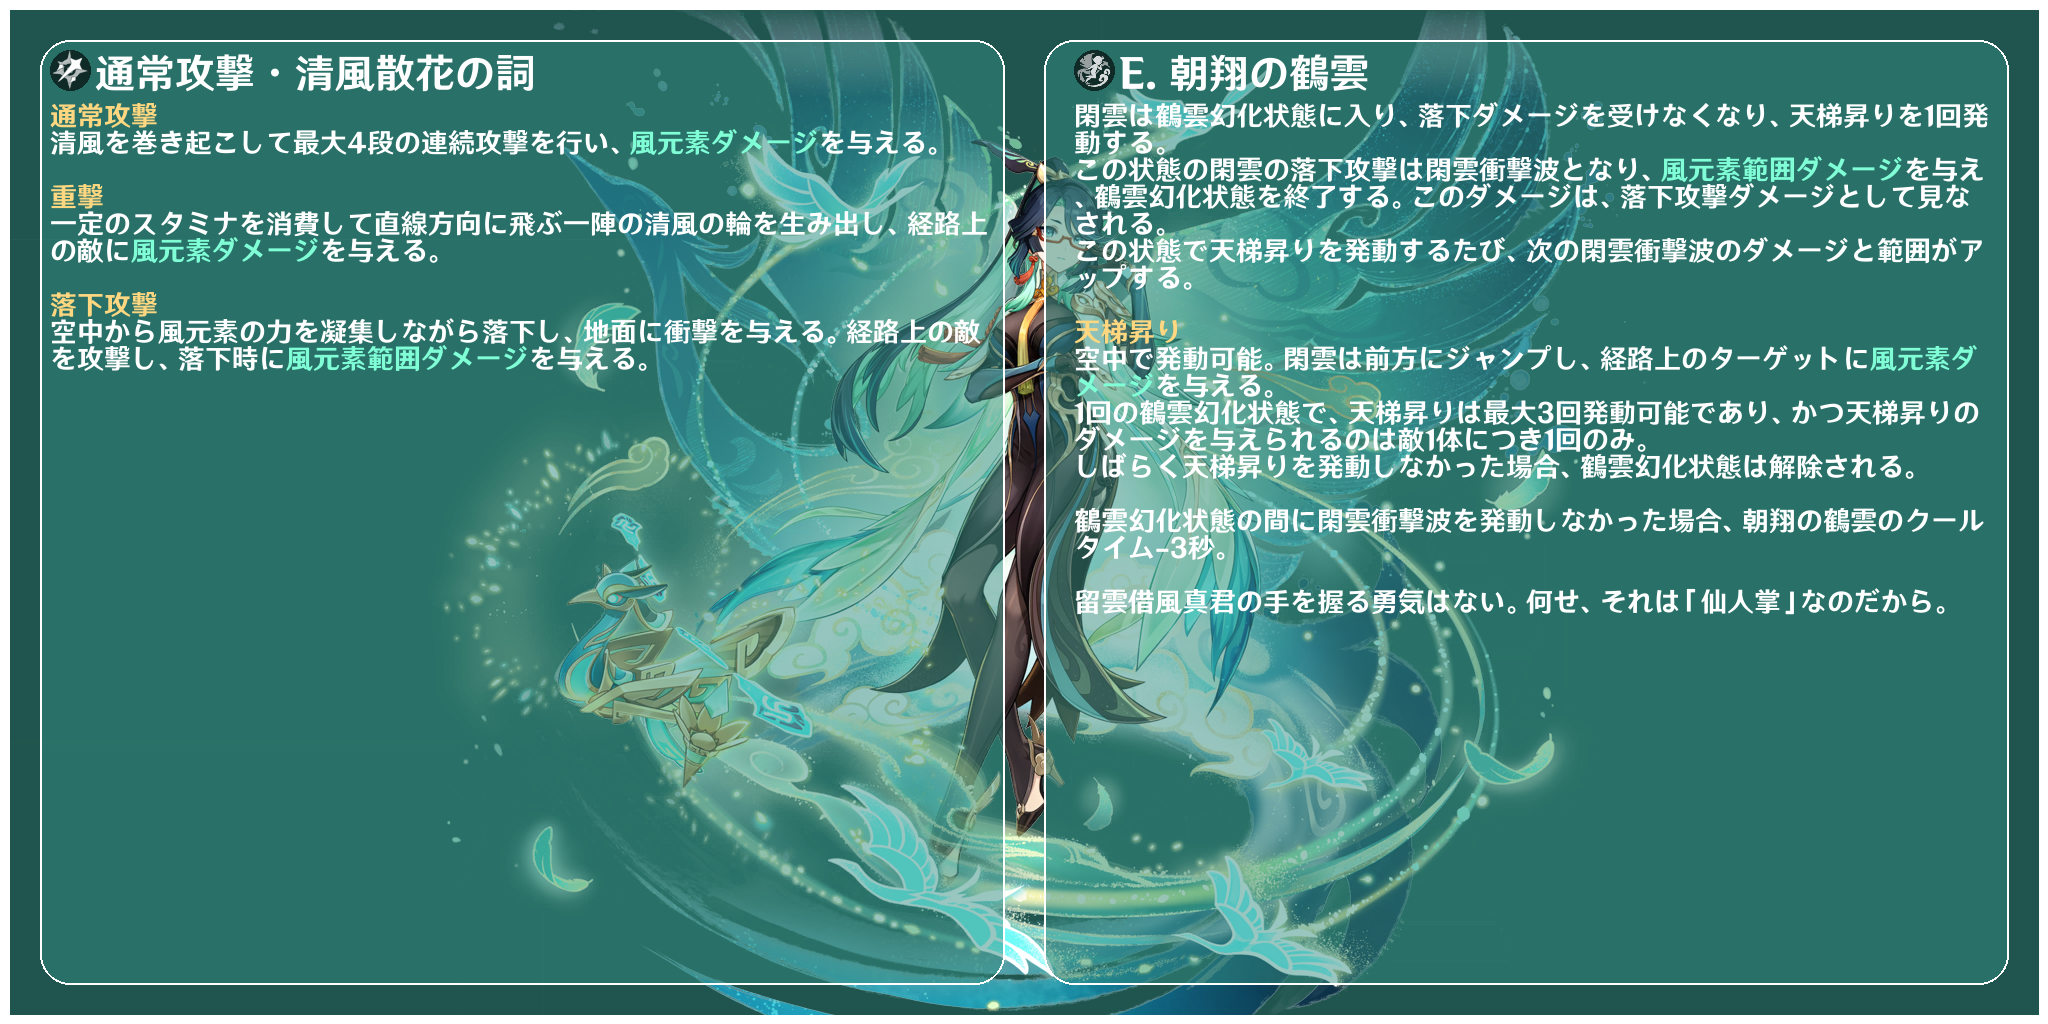 通常攻撃・清風散花の詞
通常攻撃
清風を巻き起こして最大4段の連続攻撃を行い、風元素ダメージを与える。
重撃
一定のスタミナを消費して直線方向に飛ぶ一陣の清風の輪を生み出し、経路上
の敵に風元素ダメージを与える。
落下攻撃
空中から風元素の力を凝集しながら落下し、地面に衝撃を与える。経路上の敵
を攻撃し、落下時に風元素範囲ダメージを与える。
E. 朝翔の鶴雲
閑雲は鶴雲幻化状態に入り、落下ダメージを受けなくなり、天梯昇りを1回発
動する。
この状態の閑雲の落下攻撃は閑雲衝撃波となり、風元素範囲ダメージを与え
、鶴雲幻化状態を終了する。このダメージは、落下攻撃ダメージとして見な
される。
この状態で天梯昇りを発動するたび、次の閑雲衝撃波のダメージと範囲がア
ップする。
天梯昇り
空中で発動可能。閑雲は前方にジャンプし、経路上のターゲットに風元素ダ
メージを与える。
1回の鶴雲幻化状態で、天梯昇りは最大3回発動可能であり、かつ天梯昇りの
ダメージを与えられるのは敵1体につき1回のみ。
しばらく天梯昇りを発動しなかった場合、鶴雲幻化状態は解除される。
鶴雲幻化状態の間に閑雲衝撃波を発動しなかった場合、朝翔の鶴雲のクール
タイム-3秒。
留雲借風真君の手を握る勇気はない。何せ、それは「仙人掌」なのだから。